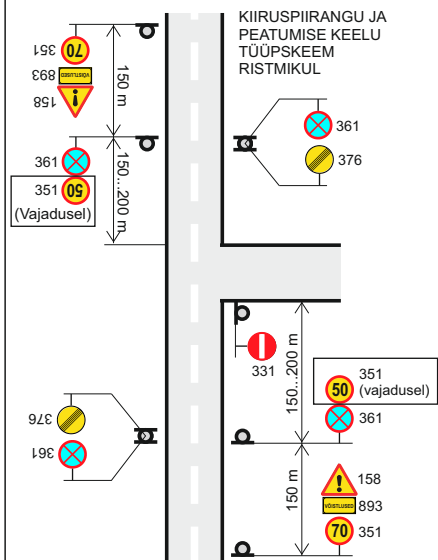 KIIRUSPIIRANGU JA
PEATUMISE KEELU
TÜÜPSKEEM
RISTMIKUL
351 70
893 VÕISTLUSED
158
150 m
361
351 50
(Vajadusel)
150...200 m
361
376
331
150...200 m
50 351
(vajadusel)
361
376
361
150 m
158
VÕISTLUSED 893
70 351